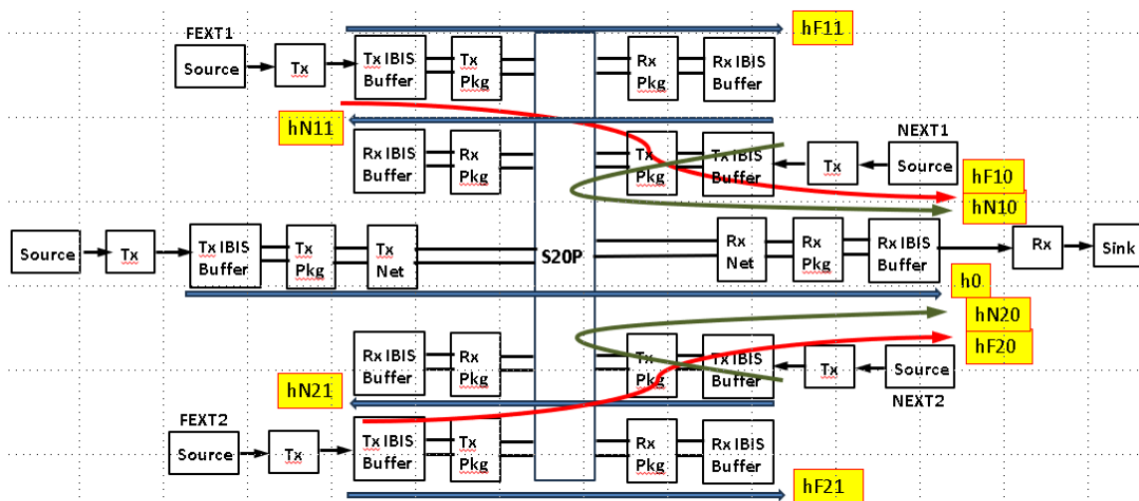 FEXT1
hF11
Source
Tx
Tx IBIS
Buffer
Tx
Pkg
Rx
Pkg
Rx IBIS
Buffer
hN11
NEXT1
Rx IBIS
Buffer
Rx
Pkg
Tx
Pkg
Tx IBIS
Buffer
Tx
Source
hF10
hN10
Source
Tx
Tx IBIS
Buffer
Tx
Pkg
Tx
Net
S20P
Rx
Net
Rx
Pkg
Rx IBIS
Buffer
Rx
Sink
h0
hN20
hF20
Rx IBIS
Buffer
Rx
Pkg
Tx
Pkg
Tx IBIS
Buffer
Tx
Source
hN21
NEXT2
FEXT2
Source
Tx
Tx IBIS
Buffer
Tx
Pkg
Rx
Pkg
Rx IBIS
Buffer
hF21